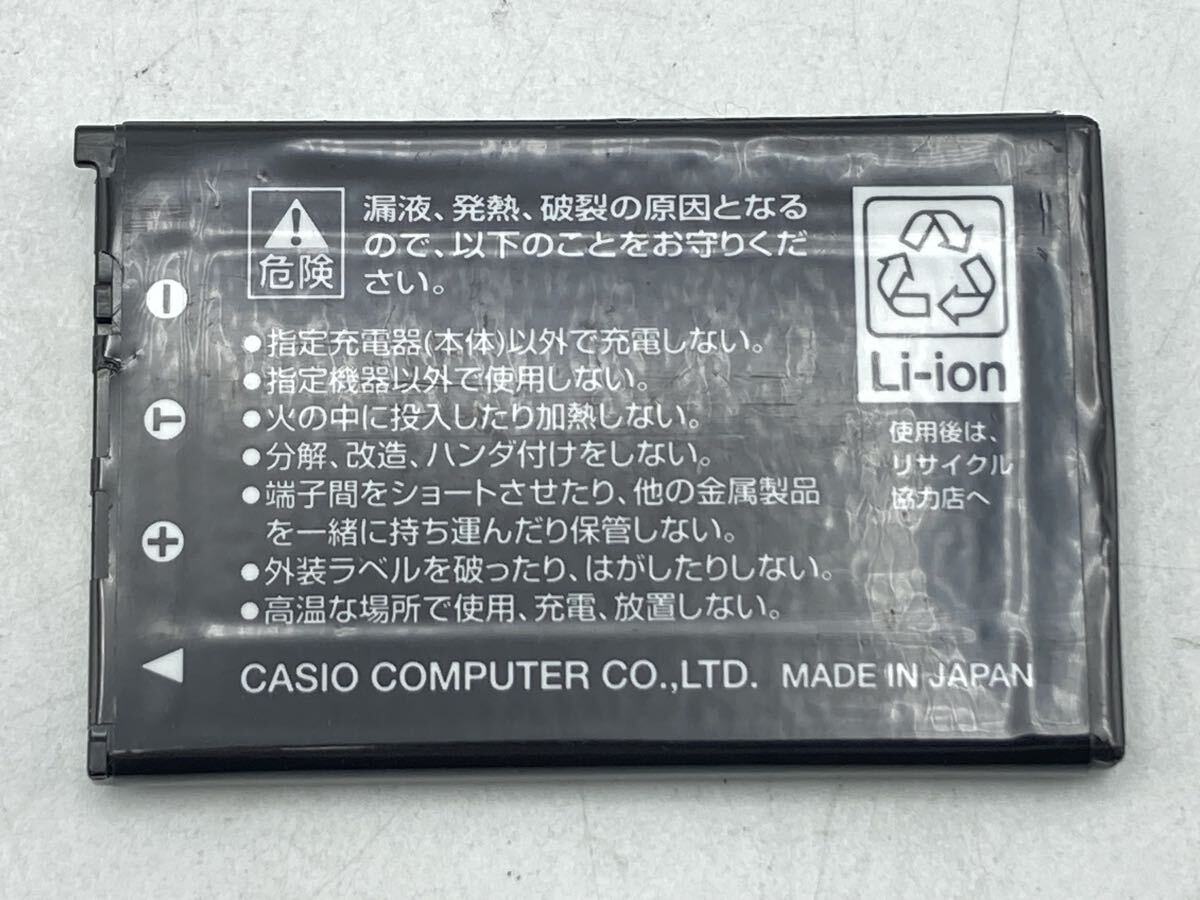 危険
漏液、発熱、破裂の原因となる
ので、以下のことをお守りくだ
さい。
●指定充電器(本体)以外で充電しない。
●指定機器以外で使用しない。
●火の中に投入したり加熱しない。
●分解、改造、ハンダ付けをしない。
●端子間をショートさせたり、他の金属製品
を一緒に持ち運んだり保管しない。
●外装ラベルを破ったり、はがしたりしない。
●高温な場所で使用、充電、放置しない。
Li-ion
使用後は、
リサイクル
協力店へ
－
T
＋
CASIO COMPUTER CO.,LTD. MADE IN JAPAN